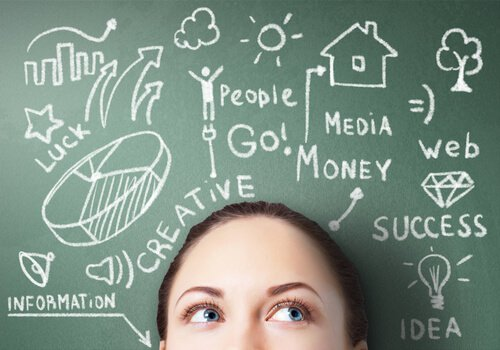 People
Go!
Media
Money
Luck
Creative
Web
Success
Information
Idea
:)